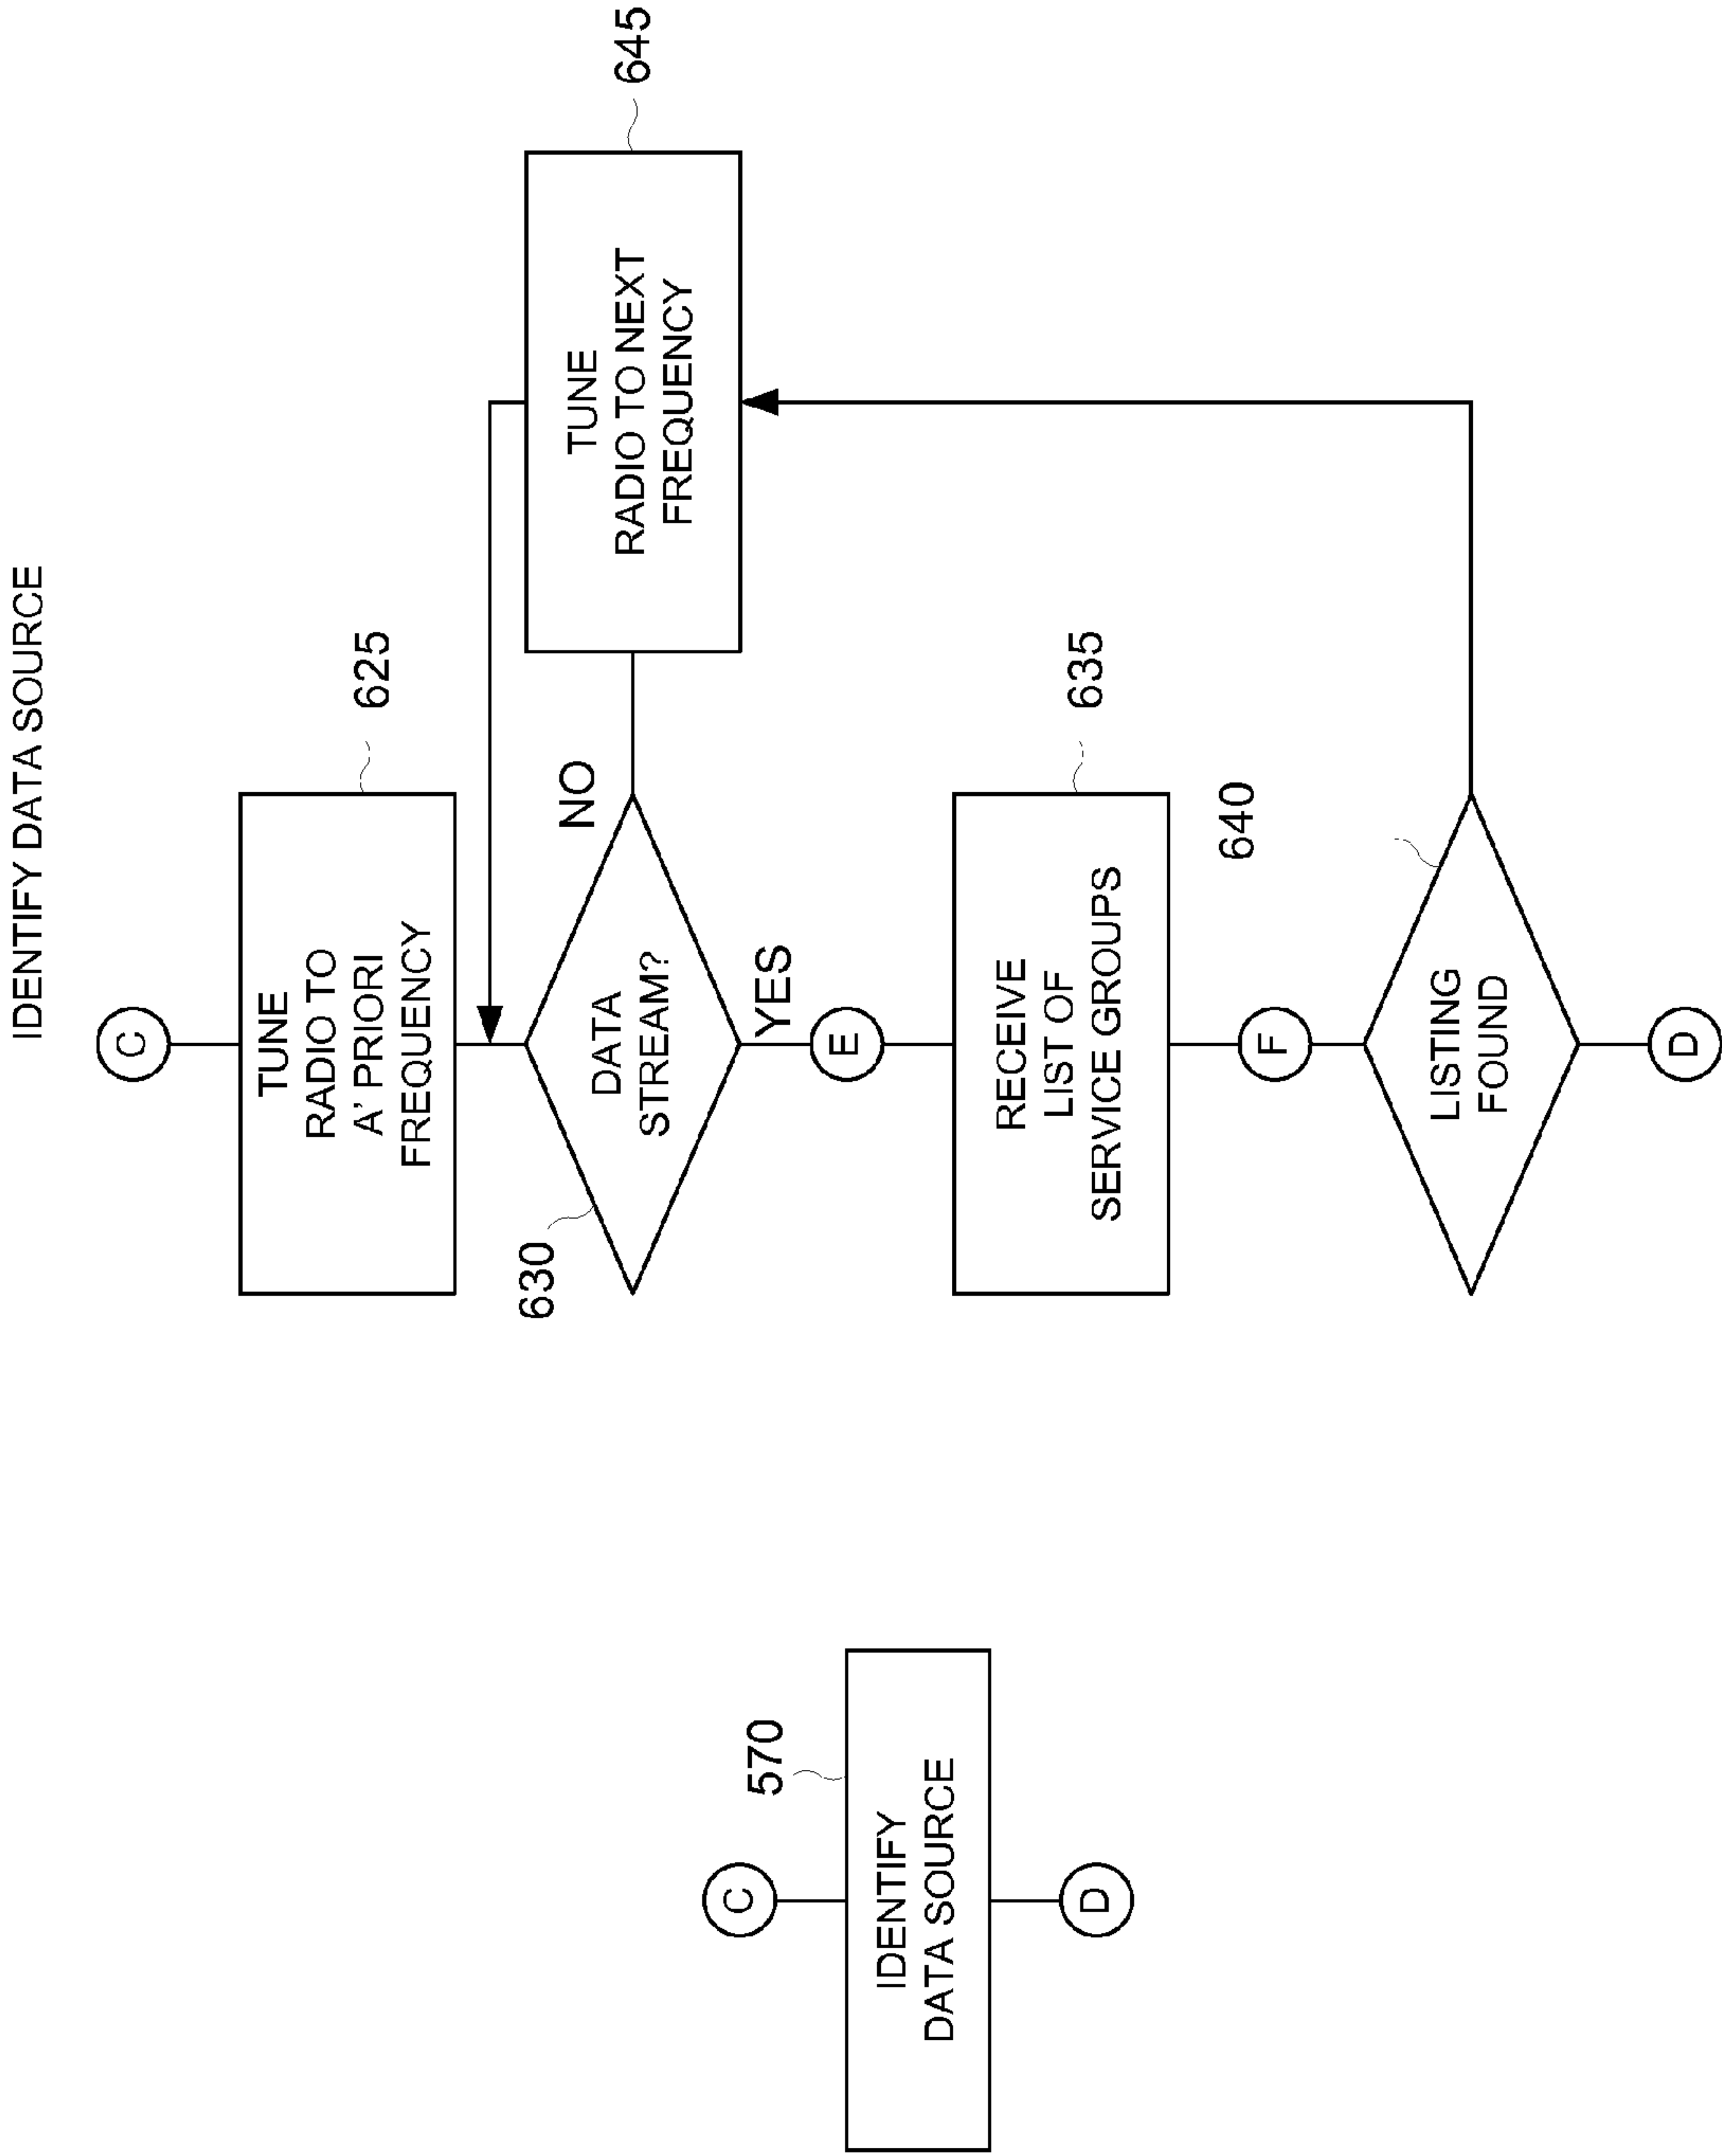 IDENTIFY DATA SOURCE
C
IDENTIFY
DATA SOURCE
570
D
C
TUNE
RADIO TO
A' PRIORI
FREQUENCY
625
DATA
STREAM?
630
NO
YES
TUNE
RADIO TO NEXT
FREQUENCY
645
E
RECEIVE
LIST OF
SERVICE GROUPS
635
F
LISTING
FOUND
640
D